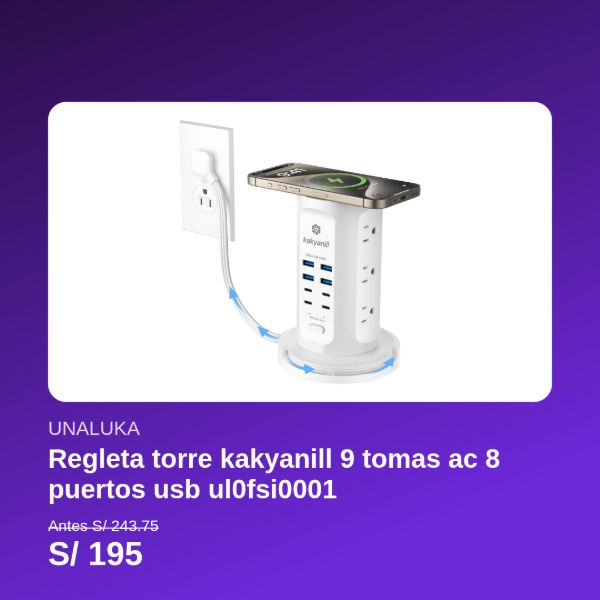 kakyanill
UNALUKA
Regleta torre kakyanill 9 tomas ac 8
puertos usb ul0fsi0001
Antes S/ 243.75
S/ 195